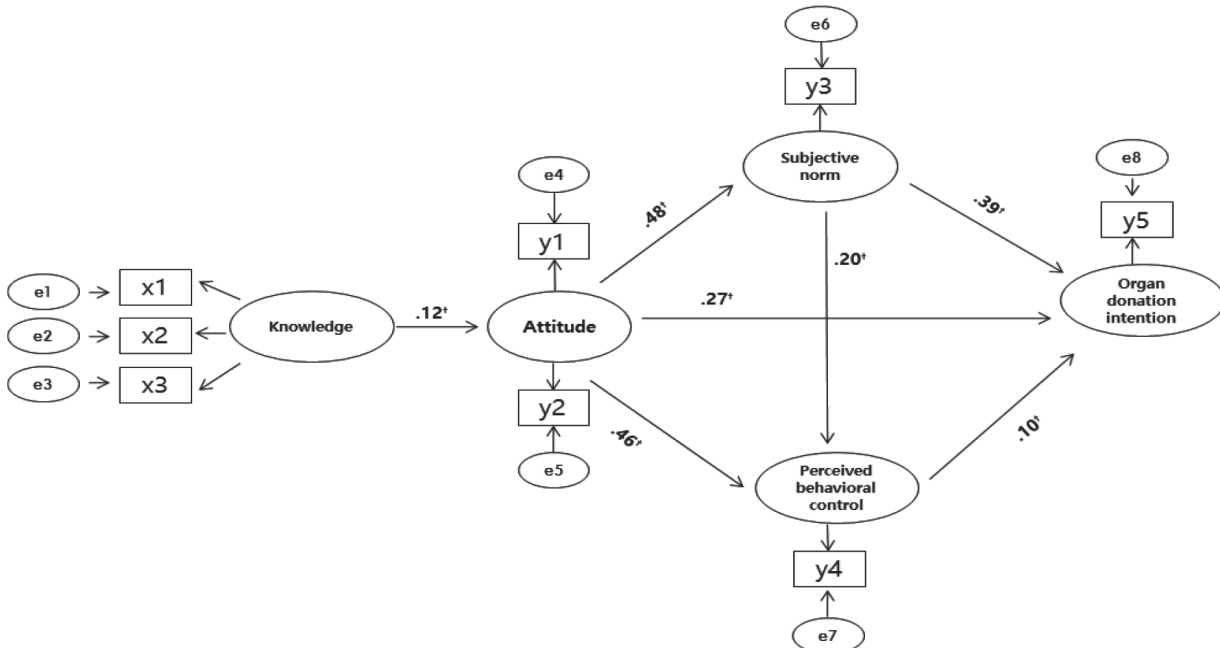 e6
y3
Subjective
norm
e8
y5
e4
y1
.48†
.39†
.20†
e1
x1
e2
x2
e3
x3
Knowledge
.12†
Attitude
.27†
Organ
donation
intention
y2
e5
.46†
.10†
Perceived
behavioral
control
y4
e7